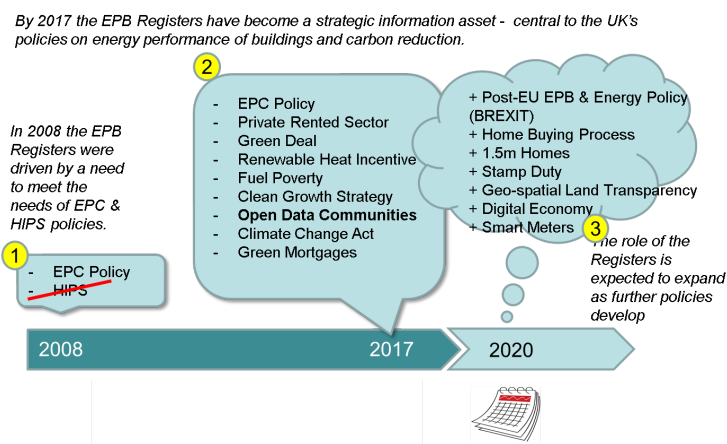 By 2017 the EPB Registers have become a strategic information asset - central to the UK's
policies on energy performance of buildings and carbon reduction.
2
- EPC Policy
- Private Rented Sector
- Green Deal
- Renewable Heat Incentive
- Fuel Poverty
- Clean Growth Strategy
- Open Data Communities
- Climate Change Act
- Green Mortgages
+ Post-EU EPB & Energy Policy
(BREXIT)
+ Home Buying Process
+ 1.5m Homes
+ Stamp Duty
+ Geo-spatial Land Transparency
+ Digital Economy
+ Smart Meters
3
In 2008 the EPB
Registers were
driven by a need
to meet the
needs of EPC &
HIPS policies.
1
- EPC Policy
- HIPS
The role of the
Registers is
expected to expand
as further policies
develop
2008
2017
2020